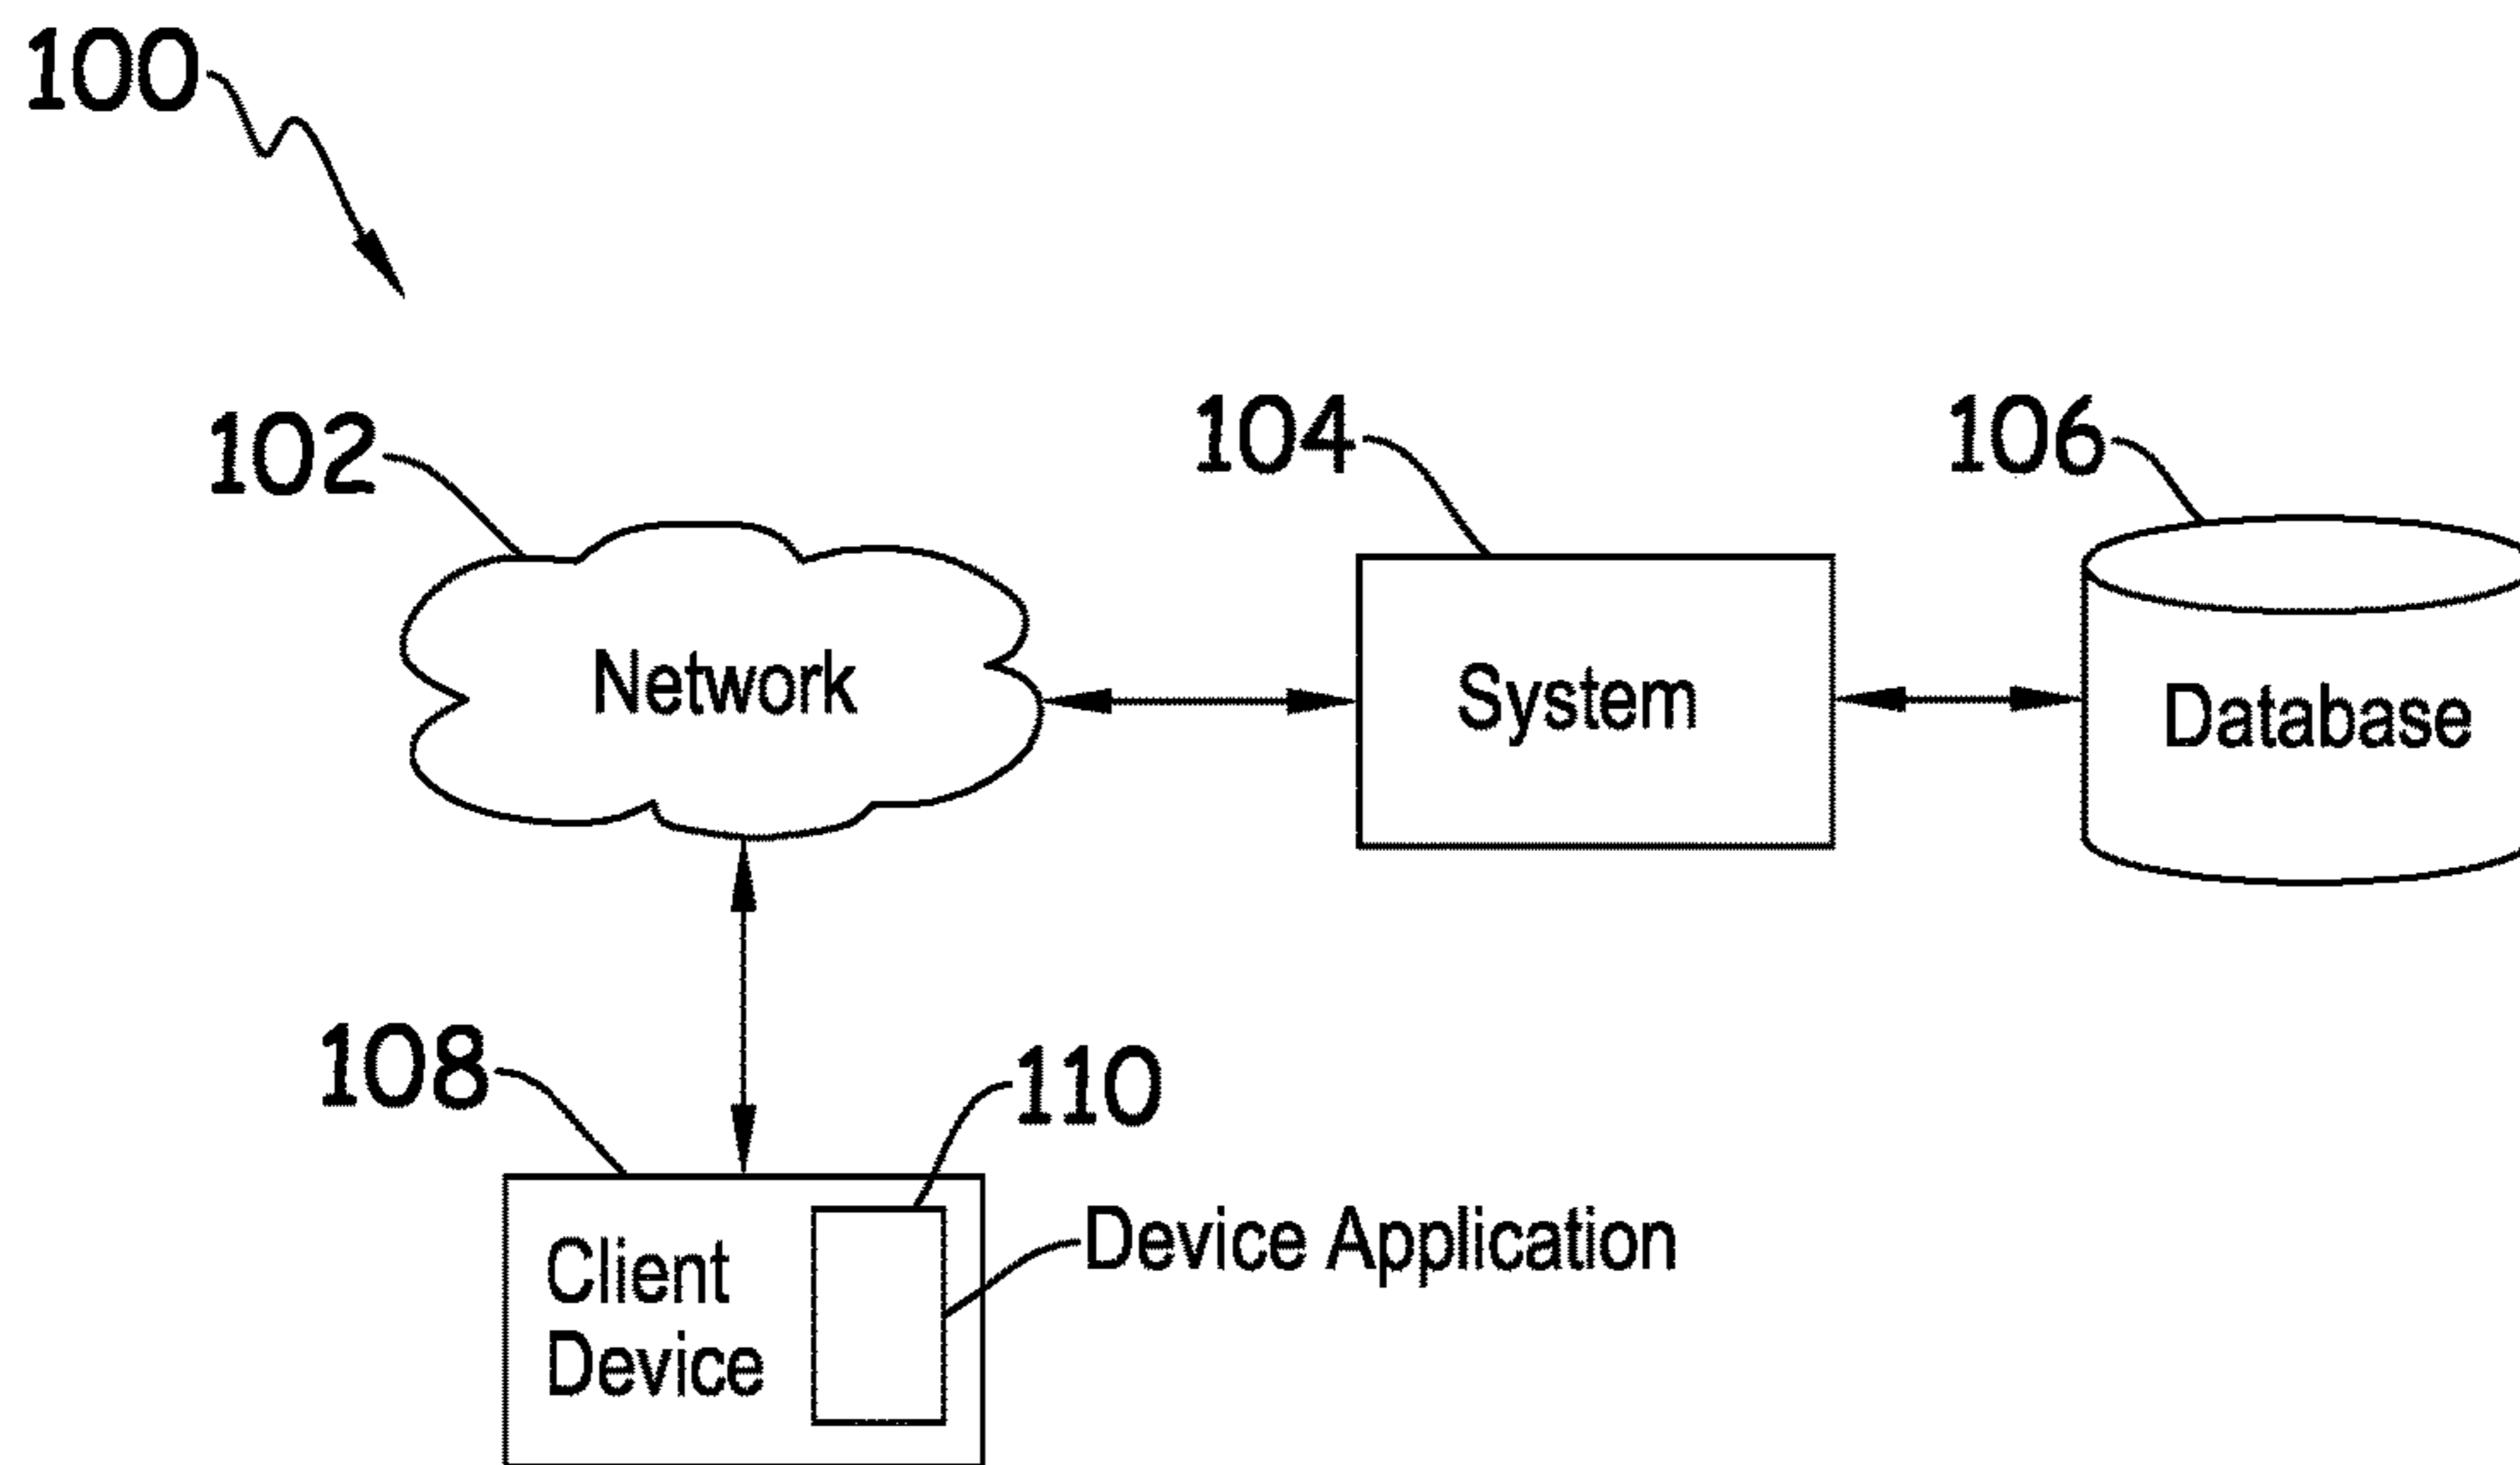 100
102
104
106
Network
System
Database
108
110
Client
Device
Device Application